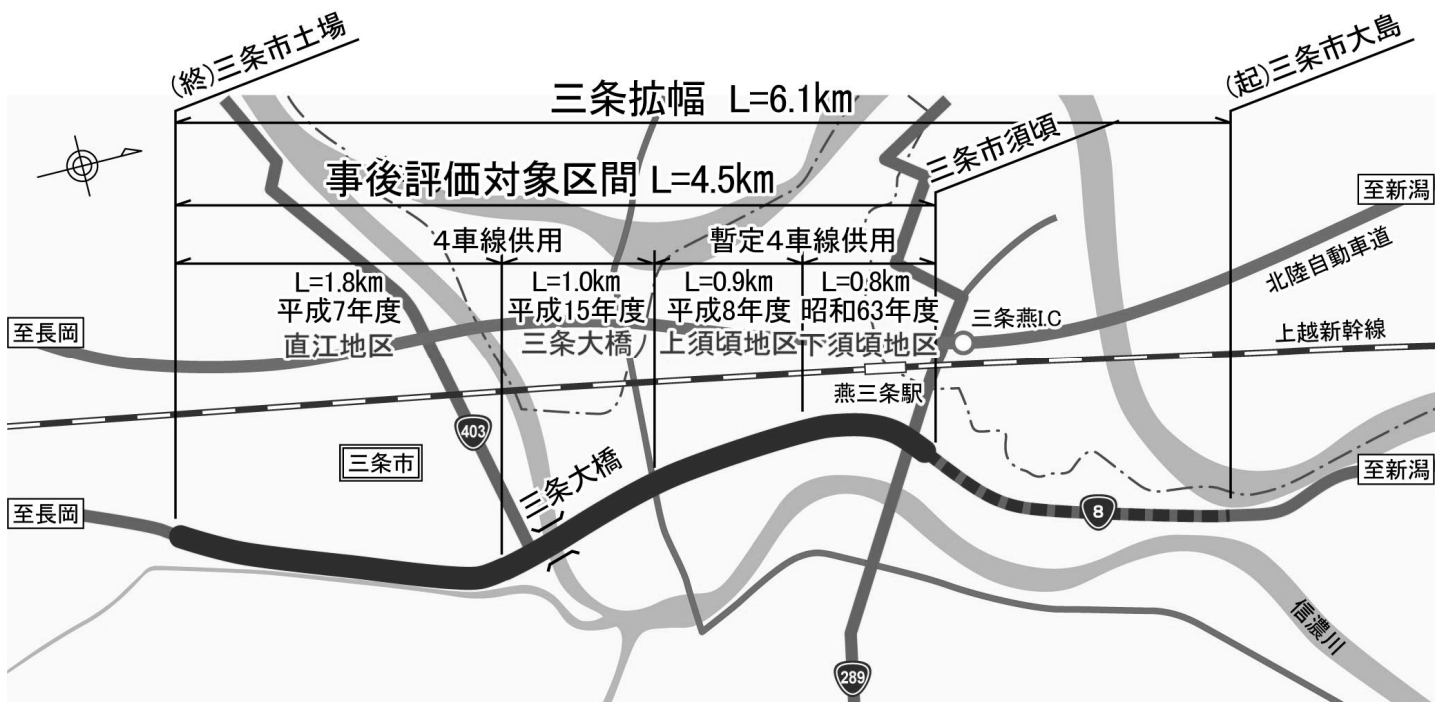 (終)三条市土場
(起)三条市大島
三条拡幅 L=6.1km
三条市須頃
事後評価対象区間 L=4.5km
至新潟
4車線供用
暫定4車線供用
L=1.8km
平成7年度
直江地区
L=1.0km
平成15年度
三条大橋
L=0.9km
平成8年度
上須頃地区
L=0.8km
昭和63年度
下須頃地区
北陸自動車道
三条燕I.C
至長岡
上越新幹線
燕三条駅
403
三条市
三条大橋
至新潟
至長岡
8
信濃川
289